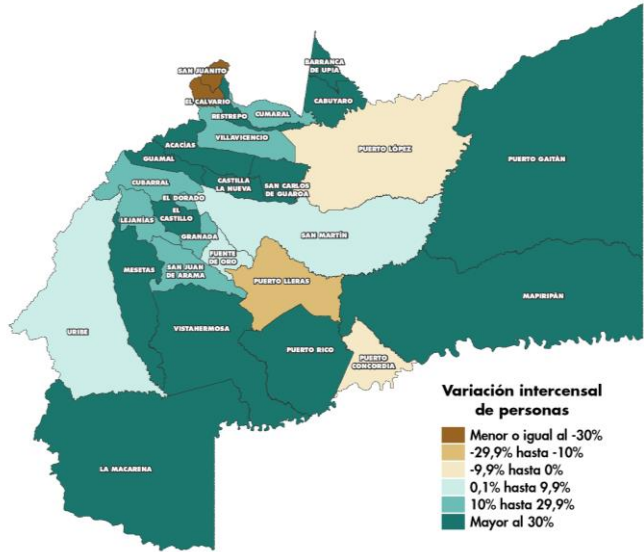 SAN JUANITO
EL CALVARIO
BARRANCA
DE UPIA
CABUYARO
RESTREPO
CUMARAL
VILLAVICENCIO
PUERTO LÓPEZ
PUERTO GAITÁN
ACACÍAS
GUAMAL
CASTILLA
LA NUEVA
SAN CARLOS
DE GUAROA
CUBARRAL
EL DORADO
EL
CASTILLO
LEJANÍAS
GRANADA
FUENTE
DE ORO
SAN MARTÍN
MESETAS
SAN JUAN
DE ARAMA
PUERTO LLERAS
MAPIRIPÁN
URIBE
VISTAHERMOSA
PUERTO RICO
PUERTO
CONCORDIA
LA MACARENA
Variación intercensal
de personas
Menor o igual al -30%
-29,9% hasta -10%
-9,9% hasta 0%
0,1% hasta 9,9%
10% hasta 29,9%
Mayor al 30%